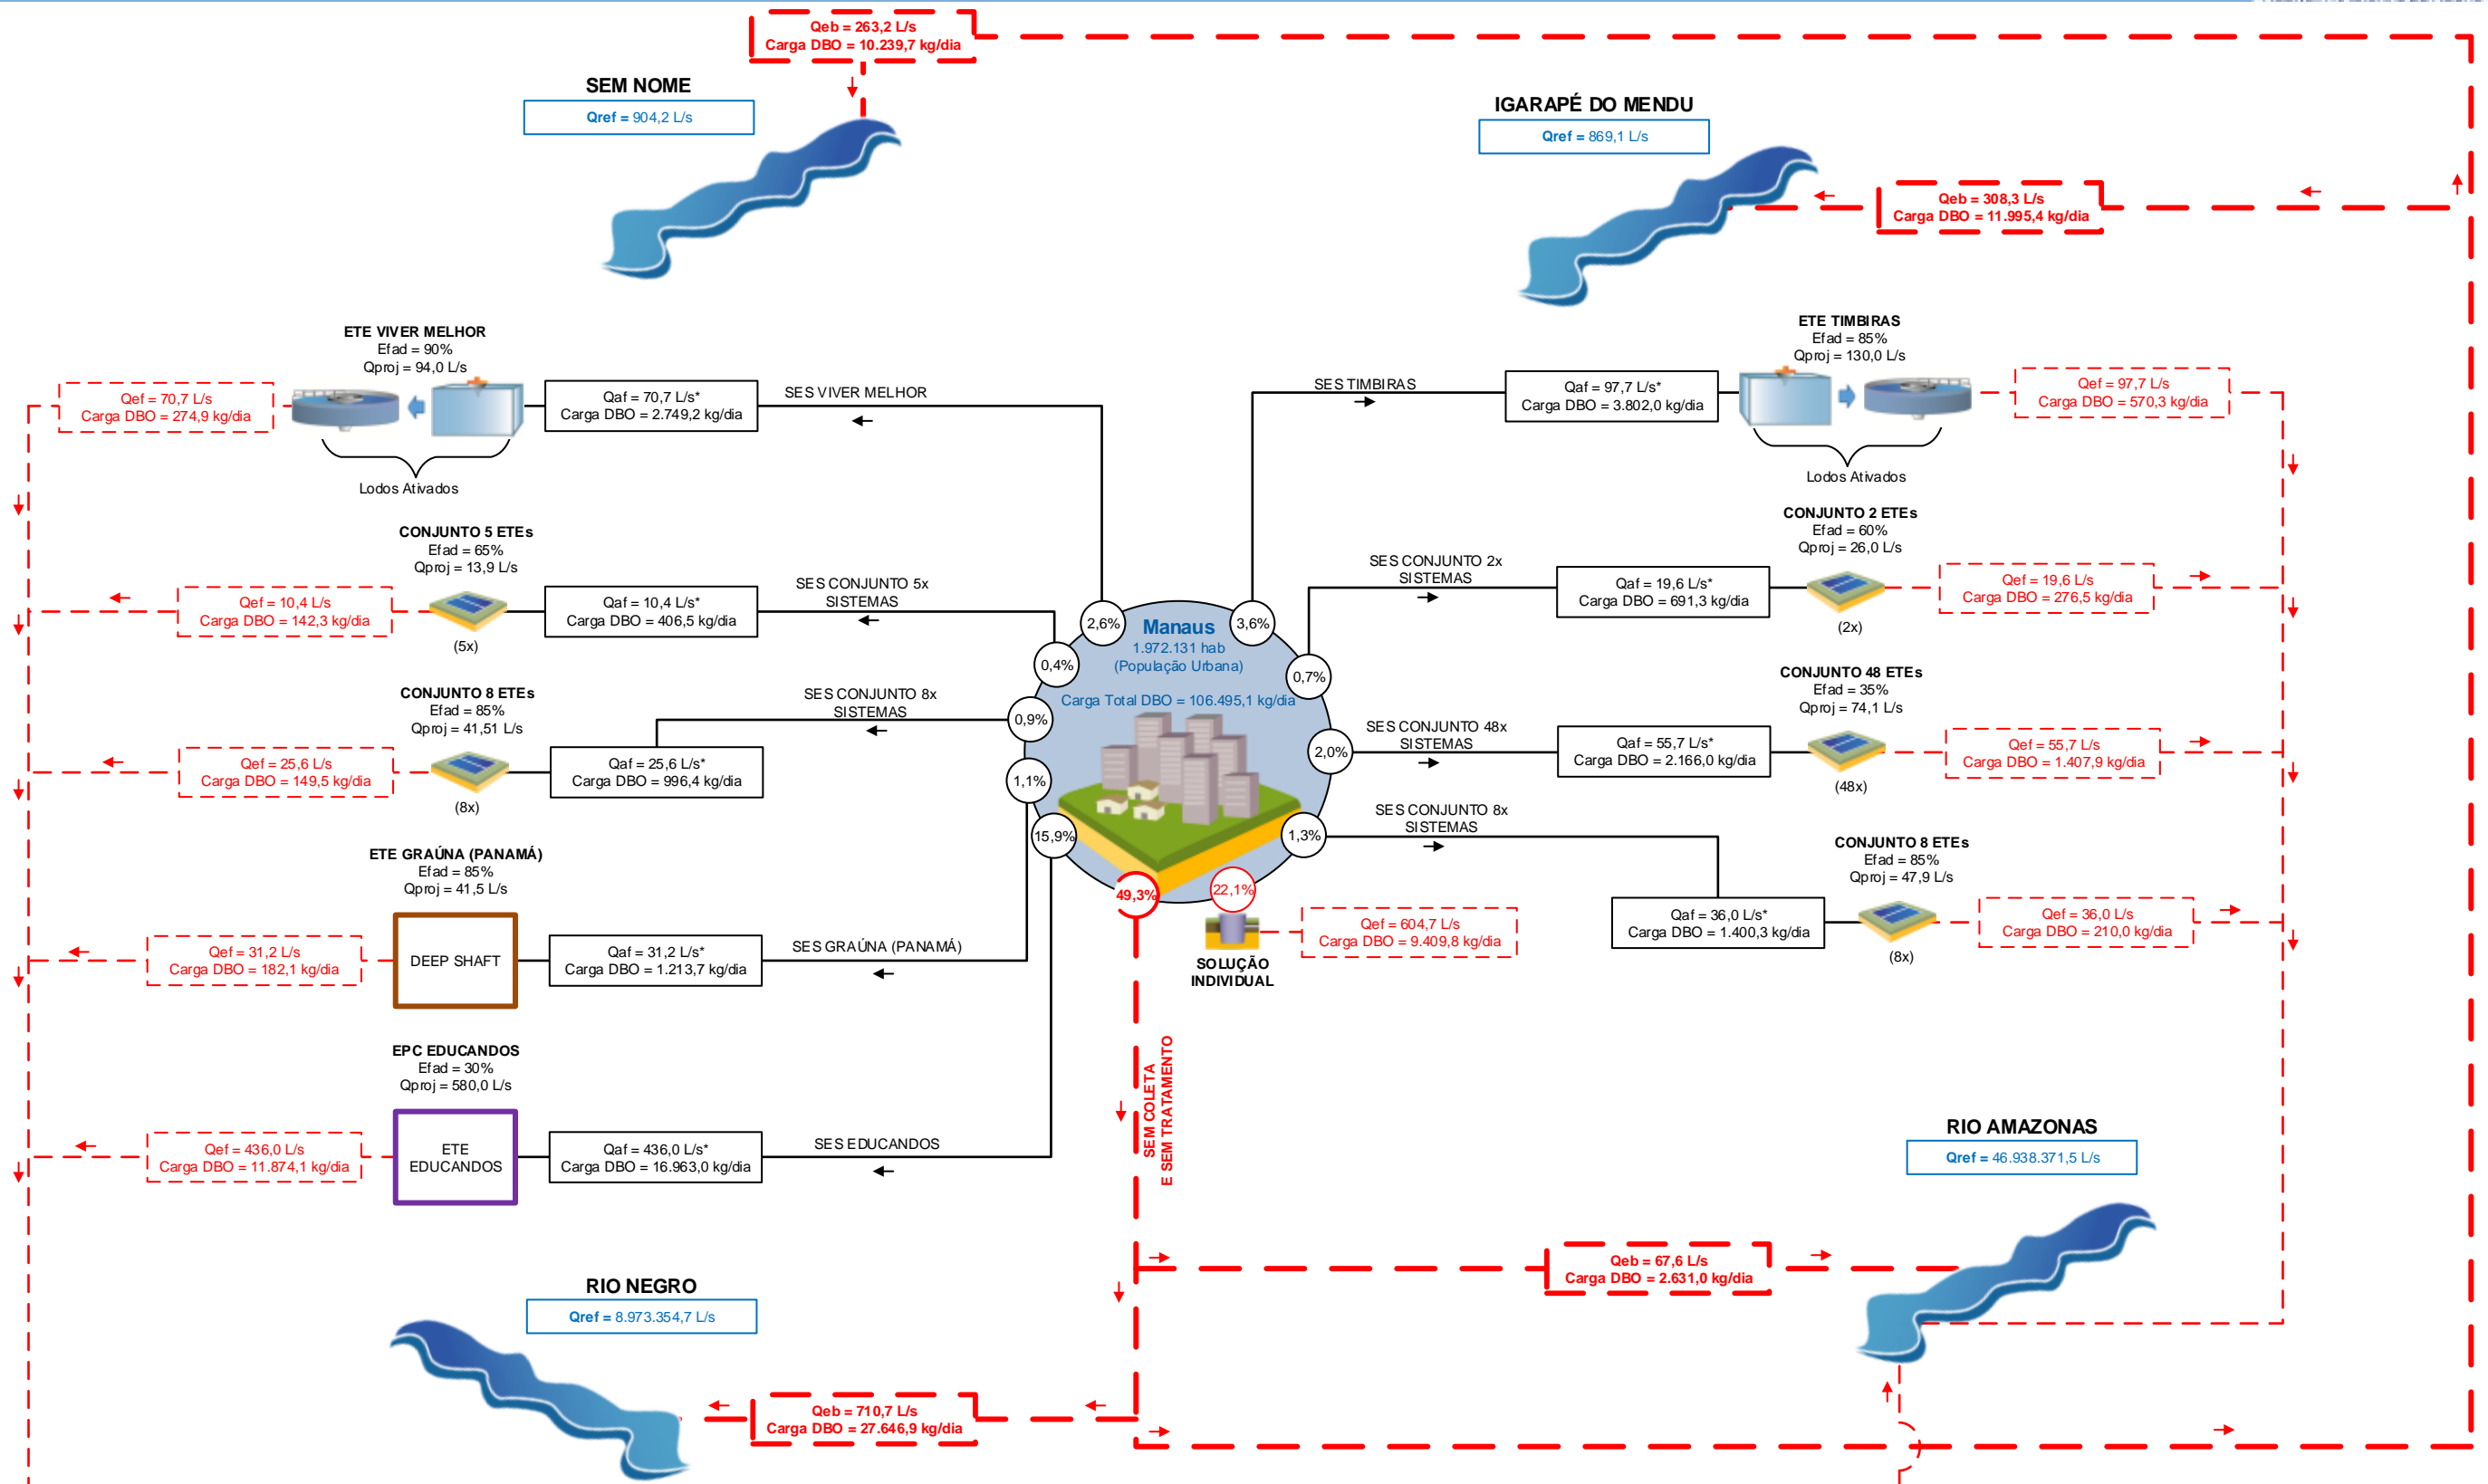 Qeb = 263,2 L/s
Carga DBO = 10.239,7 kg/dia
SEM NOME
Qref = 904,2 L/s
IGARAPÉ DO MENDU
Qref = 869,1 L/s
Qeb = 308,3 L/s
Carga DBO = 11.995,4 kg/dia
ETE VIVER MELHOR
Efad = 90%
Qproj = 94,0 L/s
Qef = 70,7 L/s
Carga DBO = 274,9 kg/dia
Qaf = 70,7 L/s*
Carga DBO = 2.749,2 kg/dia
SES VIVER MELHOR
Lodos Ativados
SES TIMBIRAS
Qaf = 97,7 L/s*
Carga DBO = 3.802,0 kg/dia
ETE TIMBIRAS
Efad = 85%
Qproj = 130,0 L/s
Qef = 97,7 L/s
Carga DBO = 570,3 kg/dia
Lodos Ativados
CONJUNTO 5 ETEs
Efad = 65%
Qproj = 13,9 L/s
Qef = 10,4 L/s
Carga DBO = 142,3 kg/dia
(5x)
Qaf = 10,4 L/s*
Carga DBO = 406,5 kg/dia
SES CONJUNTO 5x
SISTEMAS
SES CONJUNTO 2x
SISTEMAS
Qaf = 19,6 L/s*
Carga DBO = 691,3 kg/dia
CONJUNTO 2 ETEs
Efad = 60%
Qproj = 26,0 L/s
(2x)
Qef = 19,6 L/s
Carga DBO = 276,5 kg/dia
2,6%
3,6%
Manaus
1.972.131 hab
(População Urbana)
Carga Total DBO = 106.495,1 kg/dia
0,4%
0,7%
0,9%
2,0%
1,1%
15,9%
1,3%
49,3%
22,1%
CONJUNTO 8 ETEs
Efad = 85%
Qproj = 41,51 L/s
Qef = 25,6 L/s
Carga DBO = 149,5 kg/dia
(8x)
Qaf = 25,6 L/s*
Carga DBO = 996,4 kg/dia
SES CONJUNTO 8x
SISTEMAS
SES CONJUNTO 48x
SISTEMAS
Qaf = 55,7 L/s*
Carga DBO = 2.166,0 kg/dia
CONJUNTO 48 ETEs
Efad = 35%
Qproj = 74,1 L/s
(48x)
Qef = 55,7 L/s
Carga DBO = 1.407,9 kg/dia
SES CONJUNTO 8x
SISTEMAS
Qaf = 36,0 L/s*
Carga DBO = 1.400,3 kg/dia
CONJUNTO 8 ETEs
Efad = 85%
Qproj = 47,9 L/s
(8x)
Qef = 36,0 L/s
Carga DBO = 210,0 kg/dia
ETE GRAÚNA (PANAMÁ)
Efad = 85%
Qproj = 41,5 L/s
Qef = 31,2 L/s
Carga DBO = 182,1 kg/dia
DEEP SHAFT
Qaf = 31,2 L/s*
Carga DBO = 1.213,7 kg/dia
SES GRAÚNA (PANAMÁ)
SOLUÇÃO
INDIVIDUAL
Qef = 604,7 L/s
Carga DBO = 9.409,8 kg/dia
EPC EDUCANDOS
Efad = 30%
Qproj = 580,0 L/s
Qef = 436,0 L/s
Carga DBO = 11.874,1 kg/dia
ETE
EDUCANDOS
Qaf = 436,0 L/s*
Carga DBO = 16.963,0 kg/dia
SES EDUCANDOS
SEM COLETA
E SEM TRATAMENTO
RIO AMAZONAS
Qref = 46.938.371,5 L/s
Qeb = 67,6 L/s
Carga DBO = 2.631,0 kg/dia
RIO NEGRO
Qref = 8.973.354,7 L/s
Qeb = 710,7 L/s
Carga DBO = 27.646,9 kg/dia